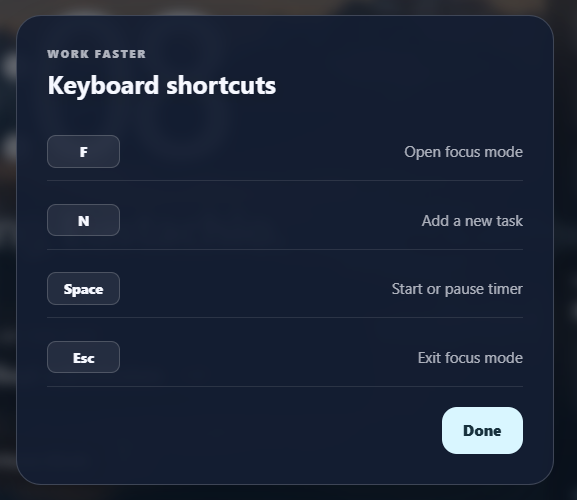 WORK FASTER
Keyboard shortcuts
F Open focus mode
N Add a new task
Space Start or pause timer
Esc Exit focus mode
Done